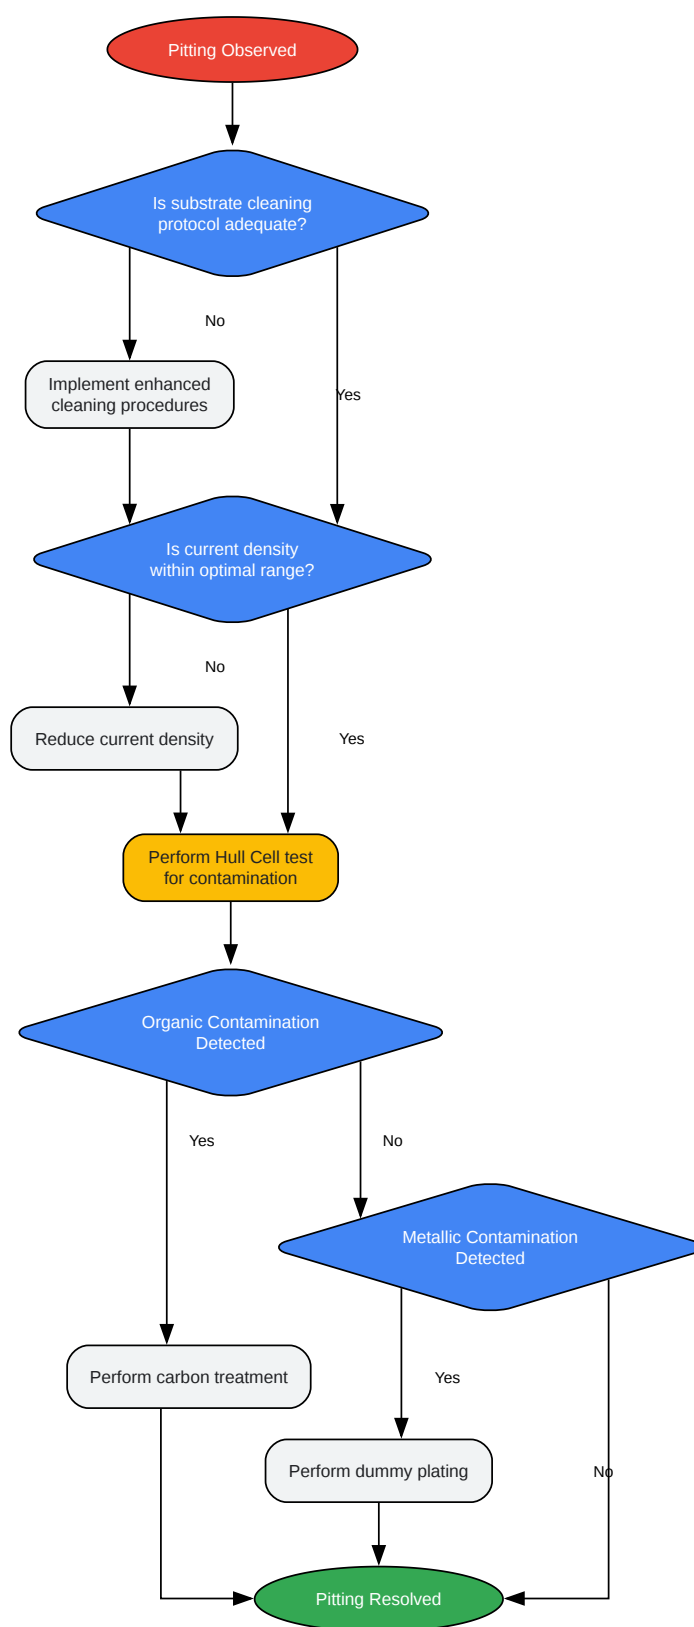 Pitting Observed
Is substrate cleaning
protocol adequate?
No
Implement enhanced
cleaning procedures
Yes
Is current density
within optimal range?
No
Reduce current density
Yes
Perform Hull Cell test
for contamination
Organic Contamination
Detected
Yes
No
Metallic Contamination
Detected
Perform carbon treatment
Yes
Perform dummy plating
No
Pitting Resolved